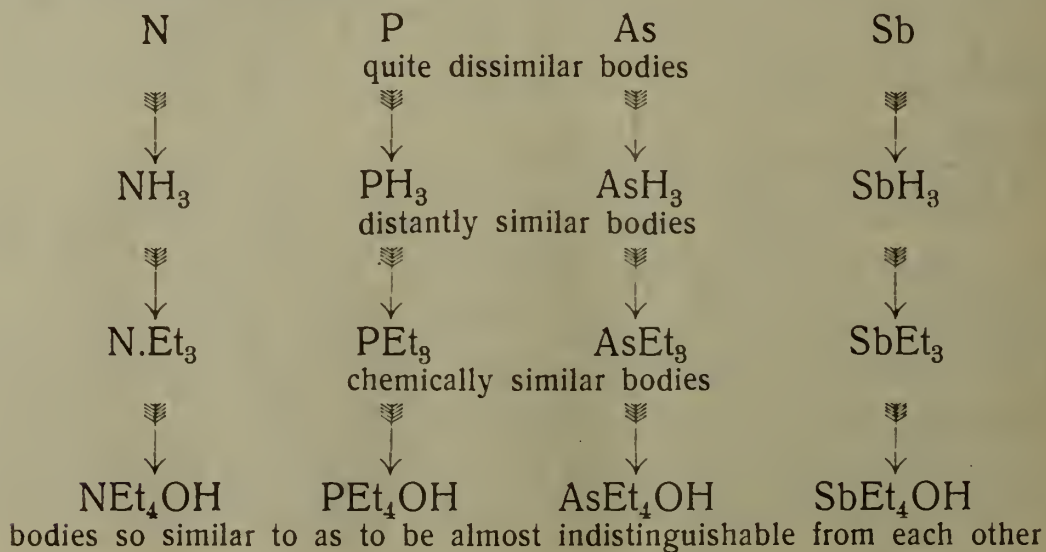 N P As Sb
quite dissimilar bodies
NH₃ PH₃ AsH₃ SbH₃
distantly similar bodies
N.Et₃ PEt₃ AsEt₃ SbEt₃
chemically similar bodies
NEt₄OH PEt₄OH AsEt₄OH SbEt₄OH
bodies so similar to as to be almost indistinguishable from each other